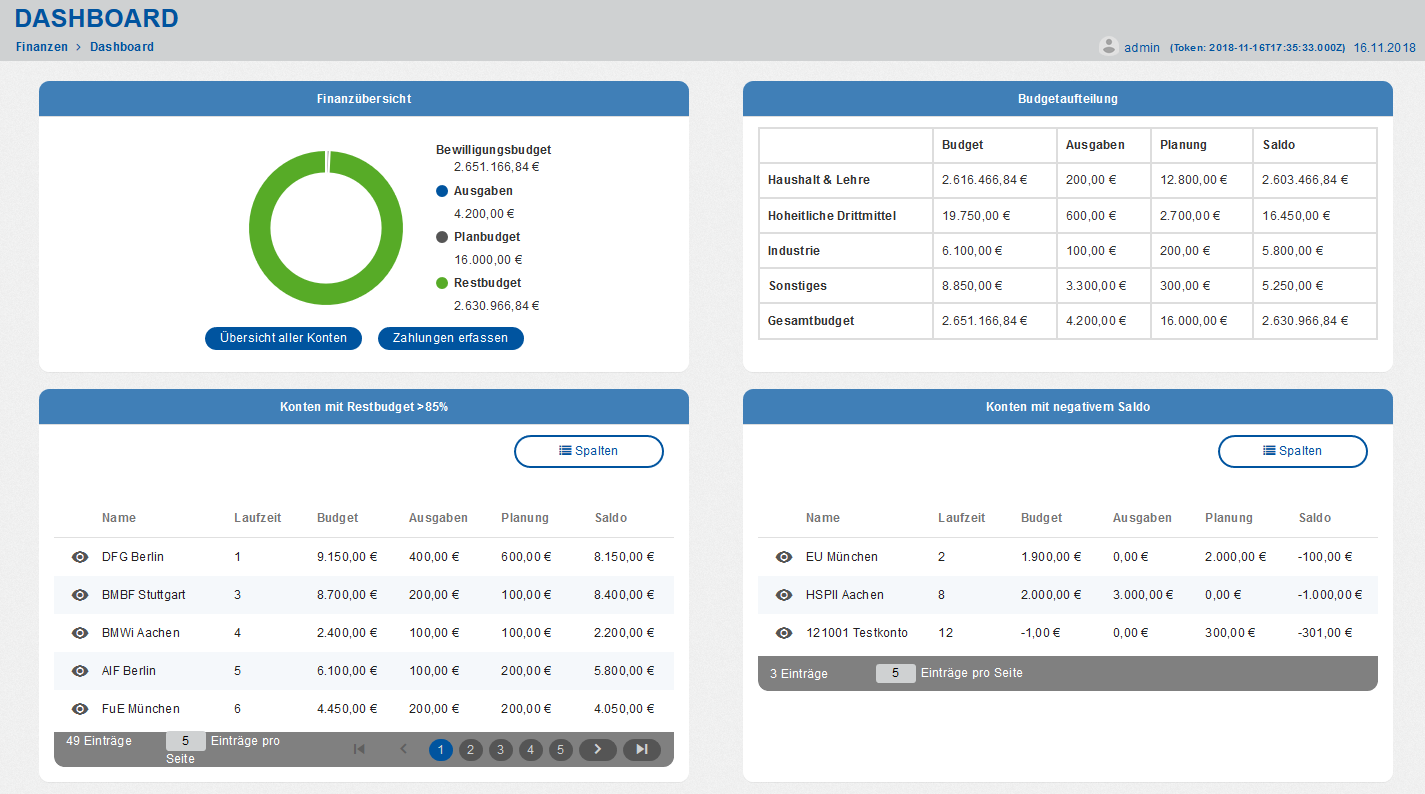 DASHBOARD
Finanzen > Dashboard
admin (Token: 2018-11-16T17:35:33.000Z) 16.11.2018
Finanzübersicht
Bewilligungsbudget
2.651.166,84 €
Ausgaben
4.200,00 €
Planbudget
16.000,00 €
Restbudget
2.630.966,84 €
Übersicht aller Konten Zahlungen erfassen
Budgetaufteilung
Budget Ausgaben Planung Saldo
Haushalt & Lehre 2.616.466,84 € 200,00 € 12.800,00 € 2.603.466,84 €
Hoheitliche Drittmittel 19.750,00 € 600,00 € 2.700,00 € 16.450,00 €
Industrie 6.100,00 € 100,00 € 200,00 € 5.800,00 €
Sonstiges 8.850,00 € 3.300,00 € 300,00 € 5.250,00 €
Gesamtbudget 2.651.166,84 € 4.200,00 € 16.000,00 € 2.630.966,84 €
Konten mit Restbudget >85%
Spalten
Name Laufzeit Budget Ausgaben Planung Saldo
DFG Berlin 1 9.150,00 € 400,00 € 600,00 € 8.150,00 €
BMBF Stuttgart 3 8.700,00 € 200,00 € 100,00 € 8.400,00 €
BMWi Aachen 4 2.400,00 € 100,00 € 100,00 € 2.200,00 €
AIF Berlin 5 6.100,00 € 100,00 € 200,00 € 5.800,00 €
FuE München 6 4.450,00 € 200,00 € 200,00 € 4.050,00 €
49 Einträge 5 Einträge pro
Seite
1 2 3 4 5
Konten mit negativem Saldo
Spalten
Name Laufzeit Budget Ausgaben Planung Saldo
EU München 2 1.900,00 € 0,00 € 2.000,00 € -100,00 €
HSPII Aachen 8 2.000,00 € 3.000,00 € 0,00 € -1.000,00 €
121001 Testkonto 12 -1,00 € 0,00 € 300,00 € -301,00 €
3 Einträge 5 Einträge pro Seite